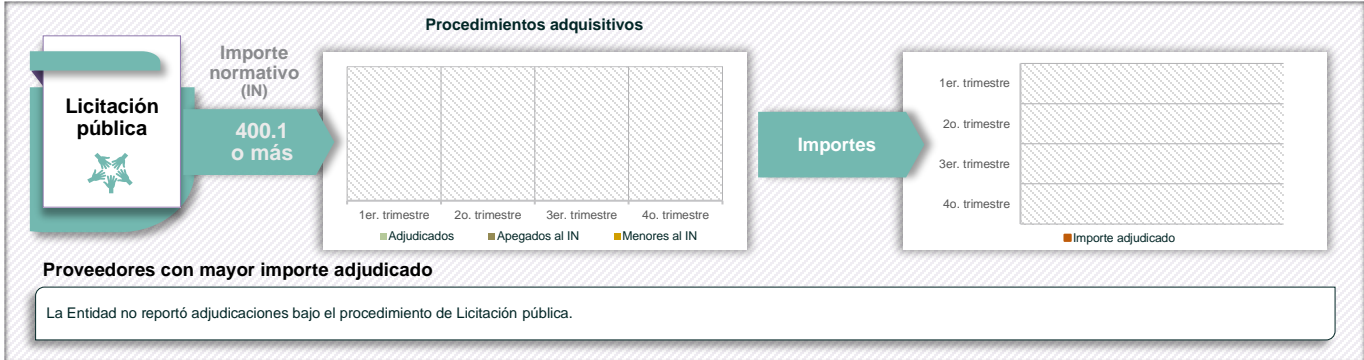 Procedimientos adquisitivos
Licitación
pública
Importe
normativo
(IN)
400.1
o más
1er. trimestre 2o. trimestre 3er. trimestre 4o. trimestre
Adjudicados Apegados al IN Menores al IN
Importes
1er. trimestre
2o. trimestre
3er. trimestre
4o. trimestre
Importe adjudicado
Proveedores con mayor importe adjudicado
La Entidad no reportó adjudicaciones bajo el procedimiento de Licitación pública.